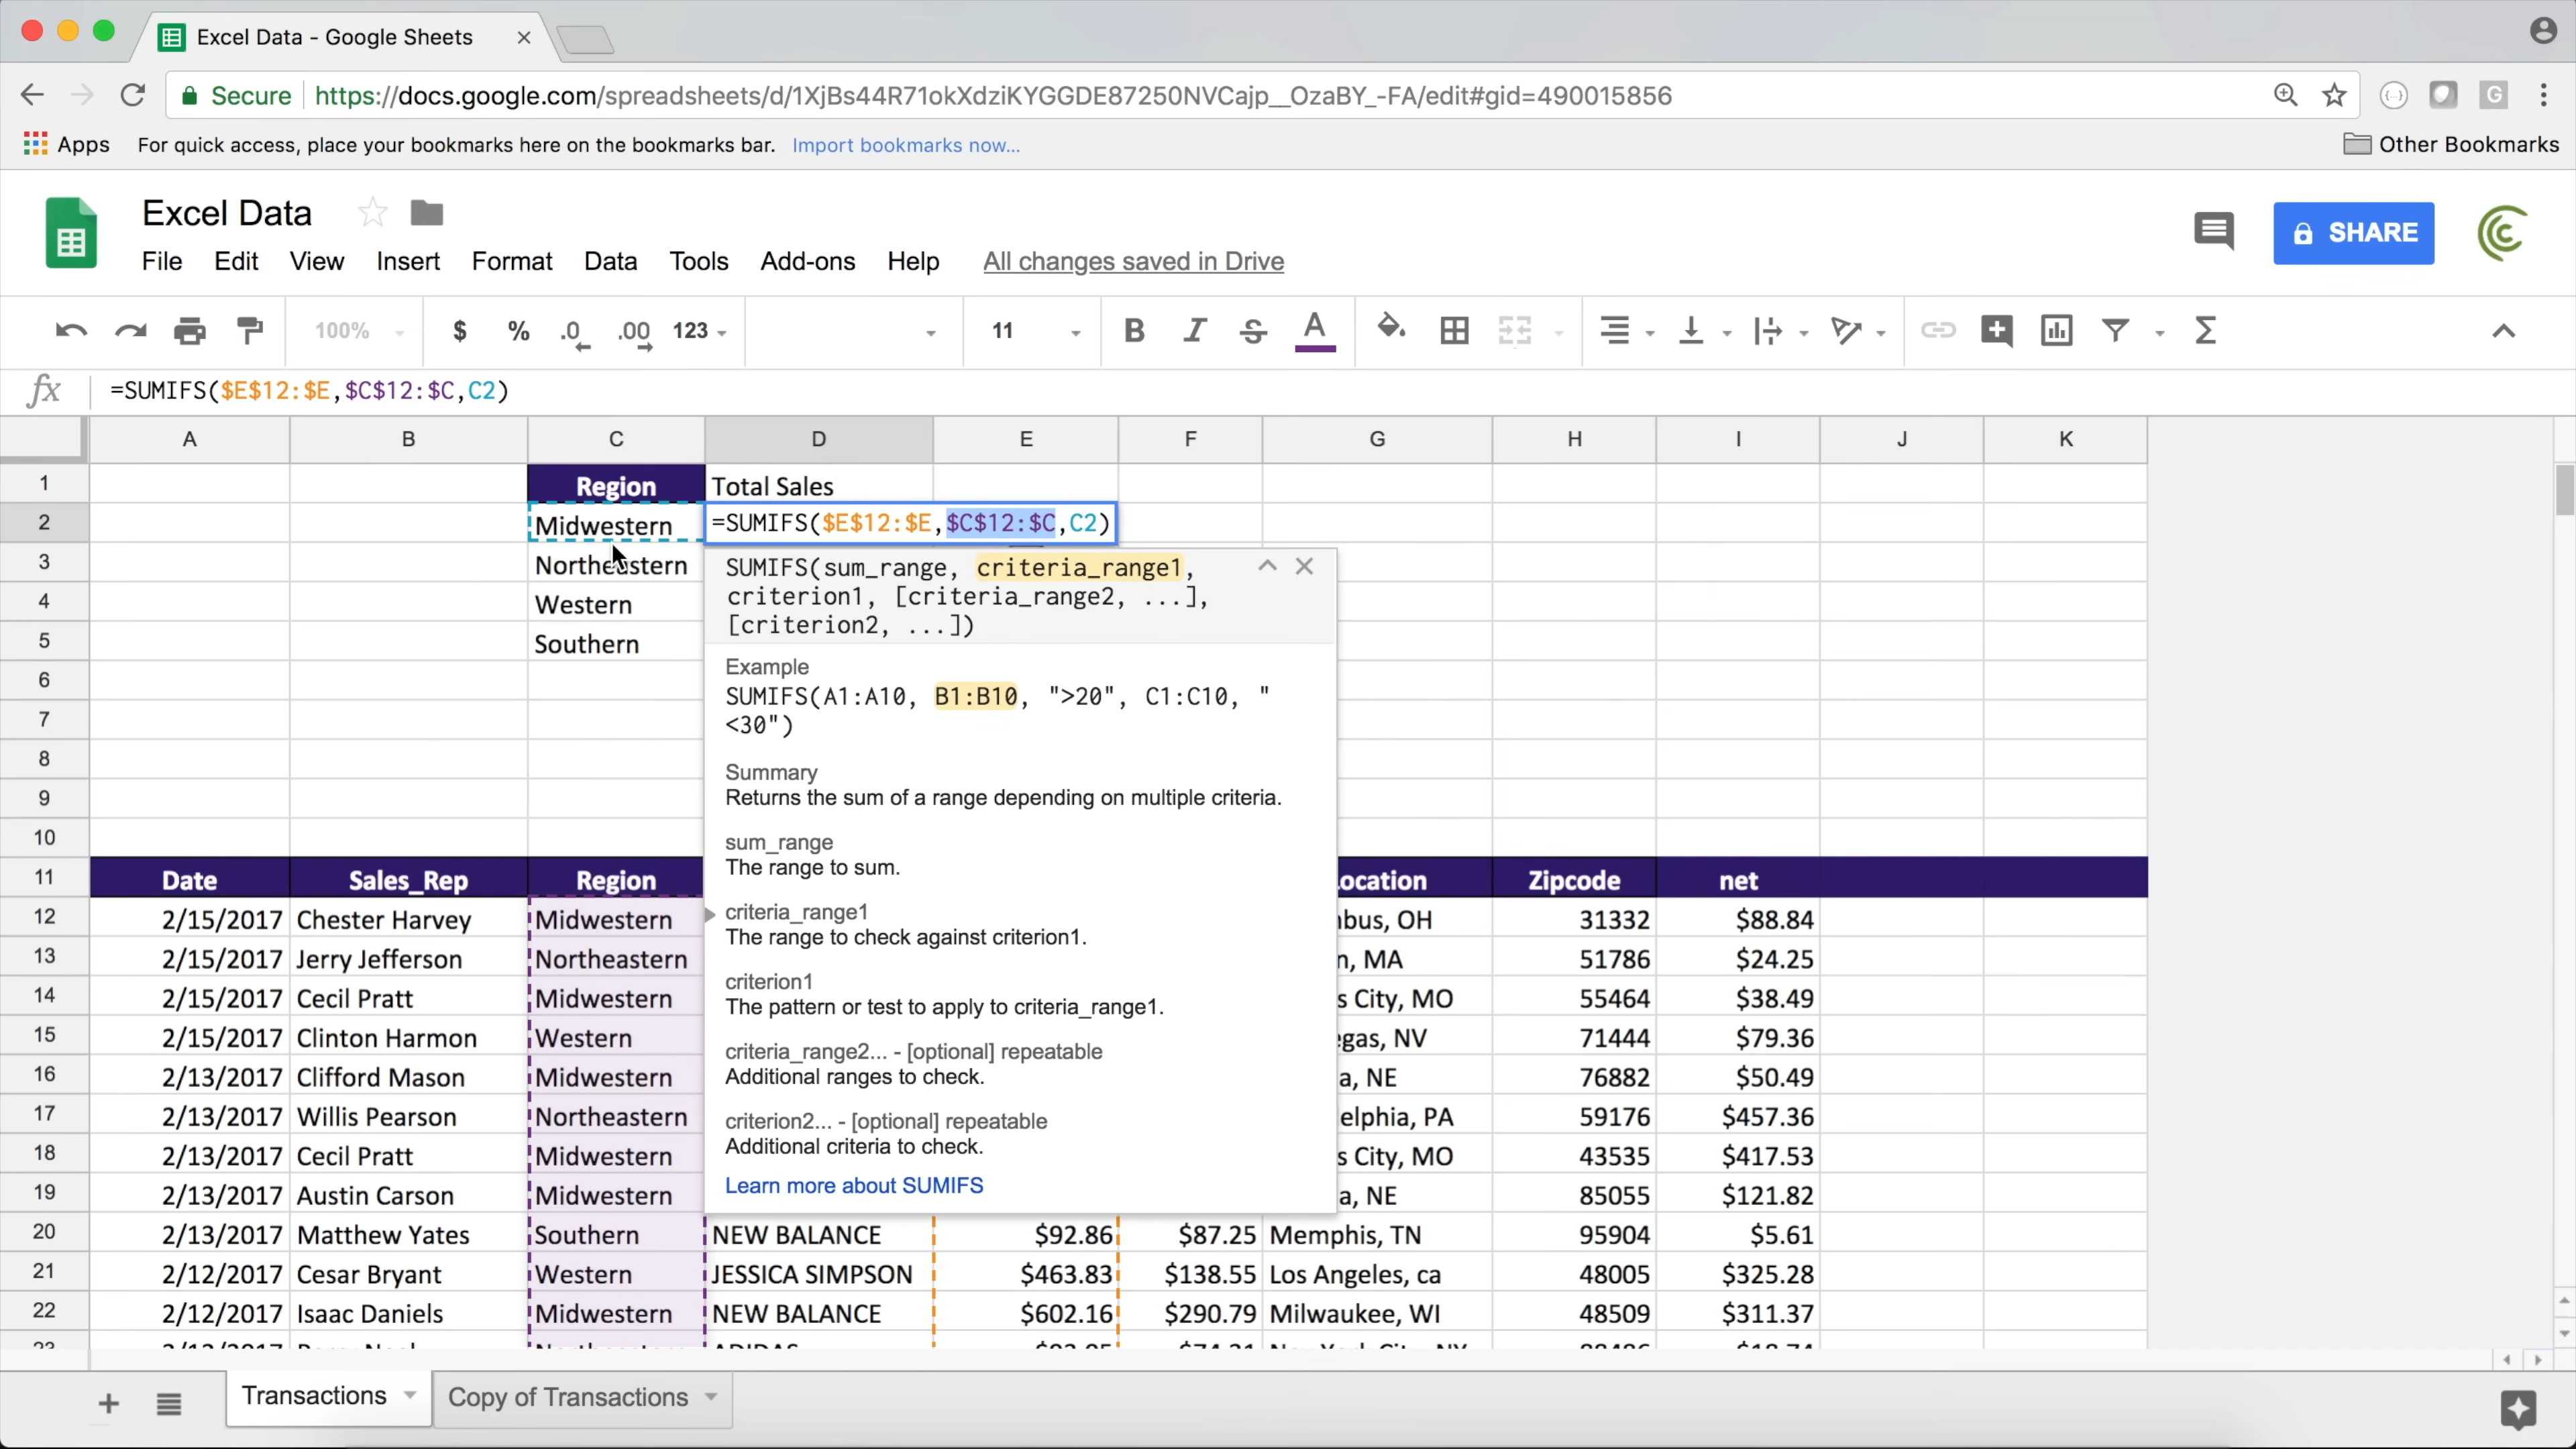 Excel Data - Google Sheets
Secure https://docs.google.com/spreadsheets/d/1XjBs44R71okXdziKYGGDE87250NVCajp__OzaBY_-FA/edit#gid=490015856
Apps For quick access, place your bookmarks here on the bookmarks bar. Import bookmarks now... Other Bookmarks
Excel Data
SHARE
File Edit View Insert Format Data Tools Add-ons Help All changes saved in Drive
100% $ % .0 .00 123 11 B I S A
fx =SUMIFS($E$12:$E,$C$12:$C,C2)
A B C D E F G H I J K
1 Region Total Sales
2 Midwestern =SUMIFS($E$12:$E,$C$12:$C,C2)
3 Northeastern
4 Western
5 Southern
6
7
8
9
10
SUMIFS(sum_range, criteria_range1,
criterion1, [criteria_range2, ...],
[criterion2, ...])
Example
SUMIFS(A1:A10, B1:B10, ">20", C1:C10, "
<30")
Summary
Returns the sum of a range depending on multiple criteria.
sum_range
The range to sum.
criteria_range1
The range to check against criterion1.
criterion1
The pattern or test to apply to criteria_range1.
criteria_range2... - [optional] repeatable
Additional ranges to check.
criterion2... - [optional] repeatable
Additional criteria to check.
Learn more about SUMIFS
11 Date Sales_Rep Region ocation Zipcode net
12 2/15/2017 Chester Harvey Midwestern bus, OH 31332 $88.84
13 2/15/2017 Jerry Jefferson Northeastern n, MA 51786 $24.25
14 2/15/2017 Cecil Pratt Midwestern s City, MO 55464 $38.49
15 2/15/2017 Clinton Harmon Western egas, NV 71444 $79.36
16 2/13/2017 Clifford Mason Midwestern a, NE 76882 $50.49
17 2/13/2017 Willis Pearson Northeastern elphia, PA 59176 $457.36
18 2/13/2017 Cecil Pratt Midwestern s City, MO 43535 $417.53
19 2/13/2017 Austin Carson Midwestern a, NE 85055 $121.82
20 2/13/2017 Matthew Yates Southern NEW BALANCE $92.86 $87.25 Memphis, TN 95904 $5.61
21 2/12/2017 Cesar Bryant Western JESSICA SIMPSON $463.83 $138.55 Los Angeles, ca 48005 $325.28
22 2/12/2017 Isaac Daniels Midwestern NEW BALANCE $602.16 $290.79 Milwaukee, WI 48509 $311.37
Transactions Copy of Transactions